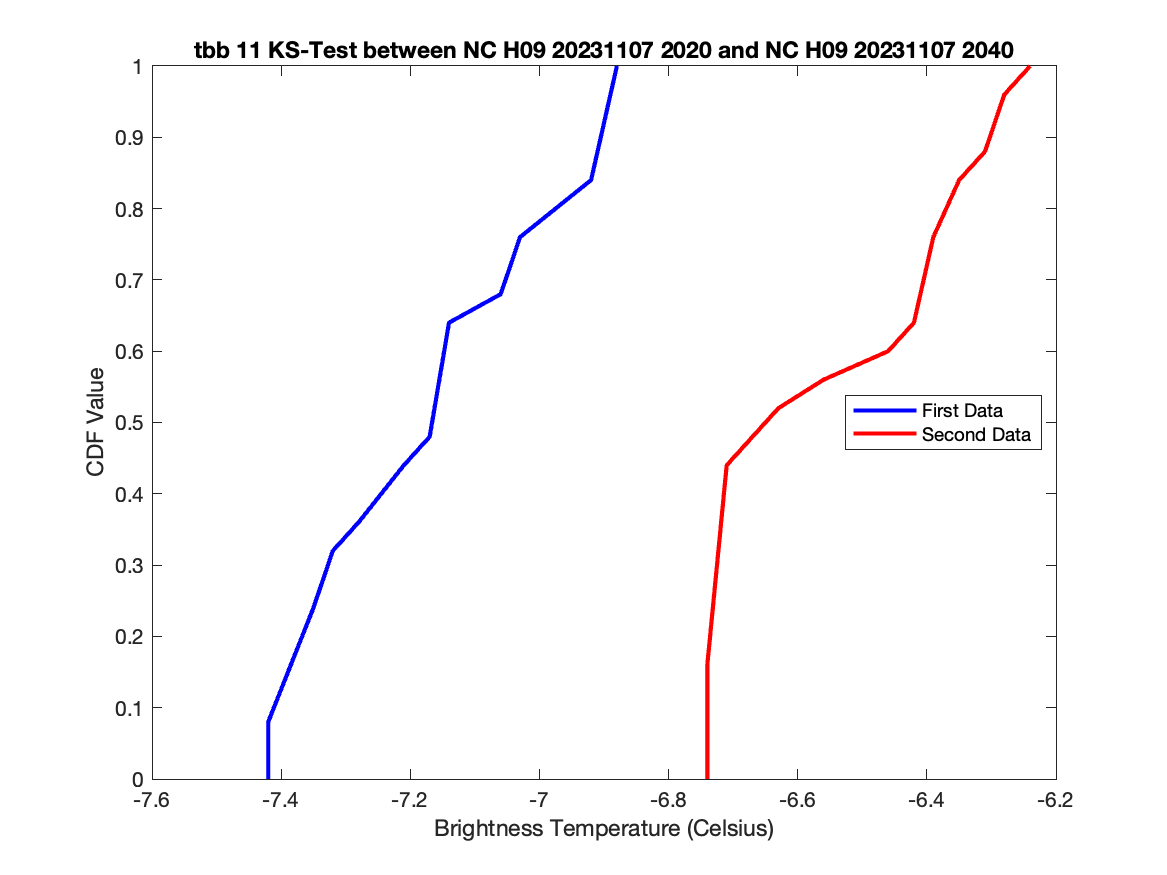 tbb 11 KS-Test between NC H09 20231107 2020 and NC H09 20231107 2040
1
0.9
0.8
0.7
0.6
0.5
0.4
0.3
0.2
0.1
0
CDF Value
First Data
Second Data
-7.6 -7.4 -7.2 -7 -6.8 -6.6 -6.4 -6.2
Brightness Temperature (Celsius)